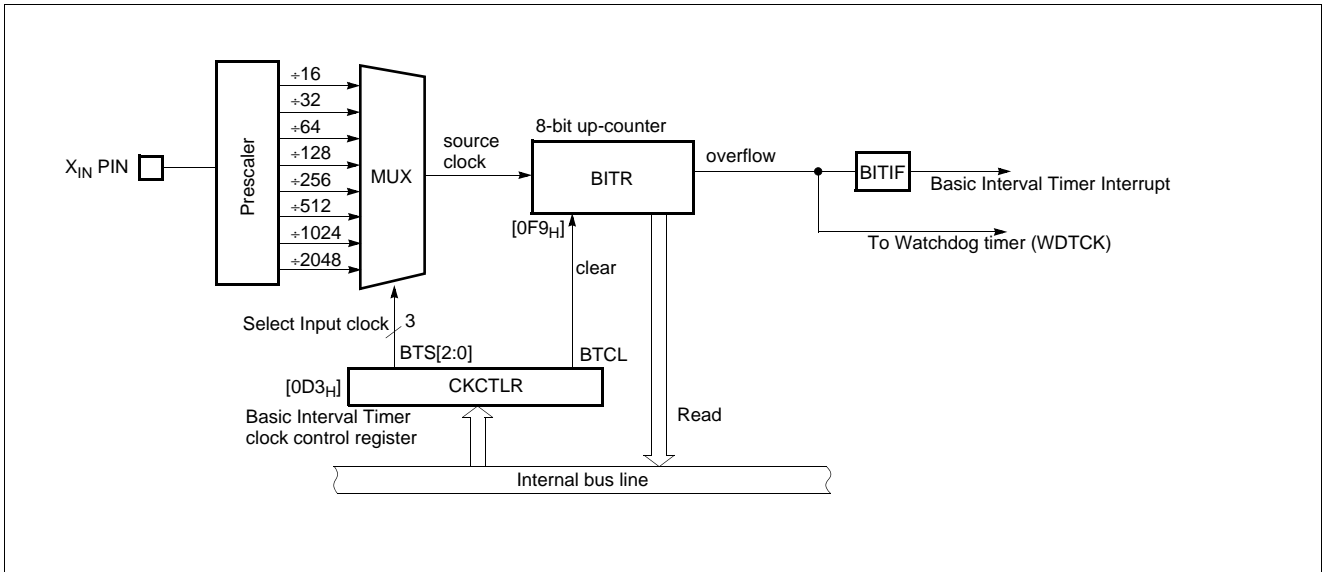 ÷16
÷32
÷64
÷128
÷256
÷512
÷1024
÷2048
XIN PIN
Prescaler
MUX
source
clock
8-bit up-counter
BITR
[0F9H]
overflow
BITIF
Basic Interval Timer Interrupt
To Watchdog timer (WDTCK)
clear
Select Input clock
3
BTS[2:0]
BTCL
[0D3H]
CKCTLR
Basic Interval Timer
clock control register
Read
Internal bus line